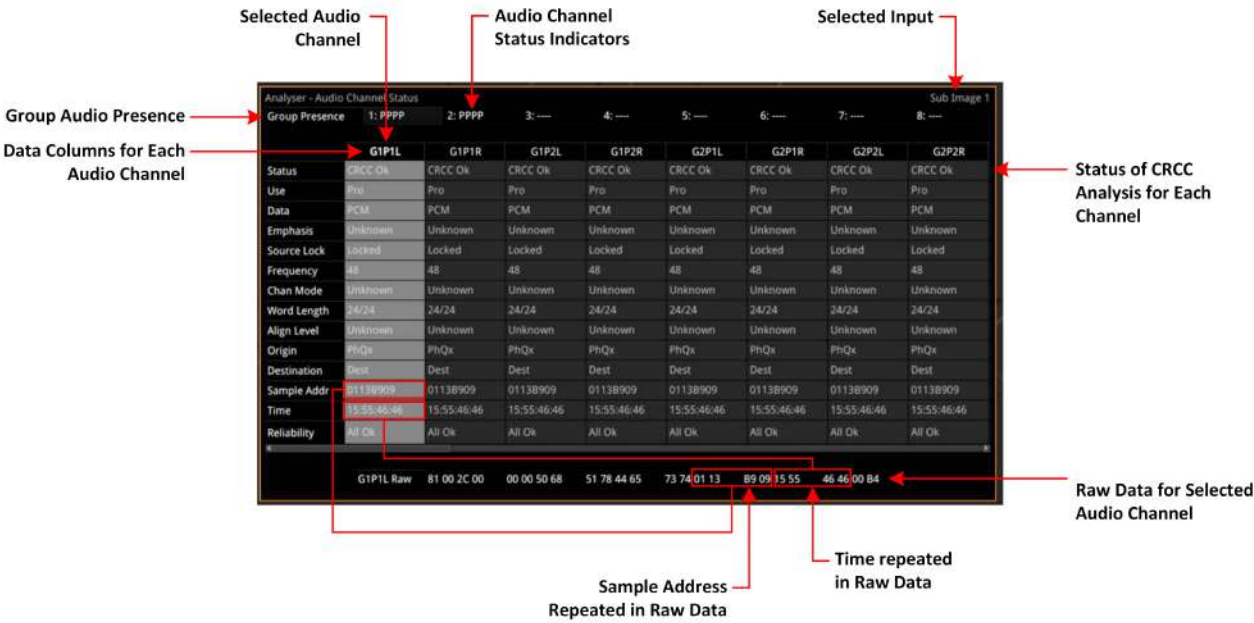 Selected Audio
Channel
Audio Channel
Status Indicators
Selected Input
Analyser - Audio Channel Status
Sub Image 1
Group Audio Presence
Group Presence 1: PPPP 2: PPPP 3: ---- 4: ---- 5: ---- 6: ---- 7: ---- 8: ----
Data Columns for Each
Audio Channel
G1P1L G1P1R G1P2L G1P2R G2P1L G2P1R G2P2L G2P2R
Status CRCC Ok CRCC Ok CRCC Ok CRCC Ok CRCC Ok CRCC Ok CRCC Ok CRCC Ok
Status of CRCC
Analysis for Each
Channel
Use Pro Pro Pro Pro Pro Pro Pro Pro
Data PCM PCM PCM PCM PCM PCM PCM PCM
Emphasis Unknown Unknown Unknown Unknown Unknown Unknown Unknown Unknown
Source Lock Locked Locked Locked Locked Locked Locked Locked Locked
Frequency 48 48 48 48 48 48 48 48
Chan Mode Unknown Unknown Unknown Unknown Unknown Unknown Unknown Unknown
Word Length 24/24 24/24 24/24 24/24 24/24 24/24 24/24 24/24
Align Level Unknown Unknown Unknown Unknown Unknown Unknown Unknown Unknown
Origin PhQx PhQx PhQx PhQx PhQx PhQx PhQx PhQx
Destination Dest Dest Dest Dest Dest Dest Dest Dest
Sample Addr 0113B909 0113B909 0113B909 0113B909 0113B909 0113B909 0113B909 0113B909
Time 15:55:46:46 15:55:46:46 15:55:46:46 15:55:46:46 15:55:46:46 15:55:46:46 15:55:46:46 15:55:46:46
Reliability All Ok All Ok All Ok All Ok All Ok All Ok All Ok All Ok
G1P1L Raw 81 00 2C 00 00 00 50 68 51 78 44 65 73 74 01 13 B9 09 15 55 46 46 00 B4
Raw Data for Selected
Audio Channel
Time repeated
in Raw Data
Sample Address
Repeated in Raw Data